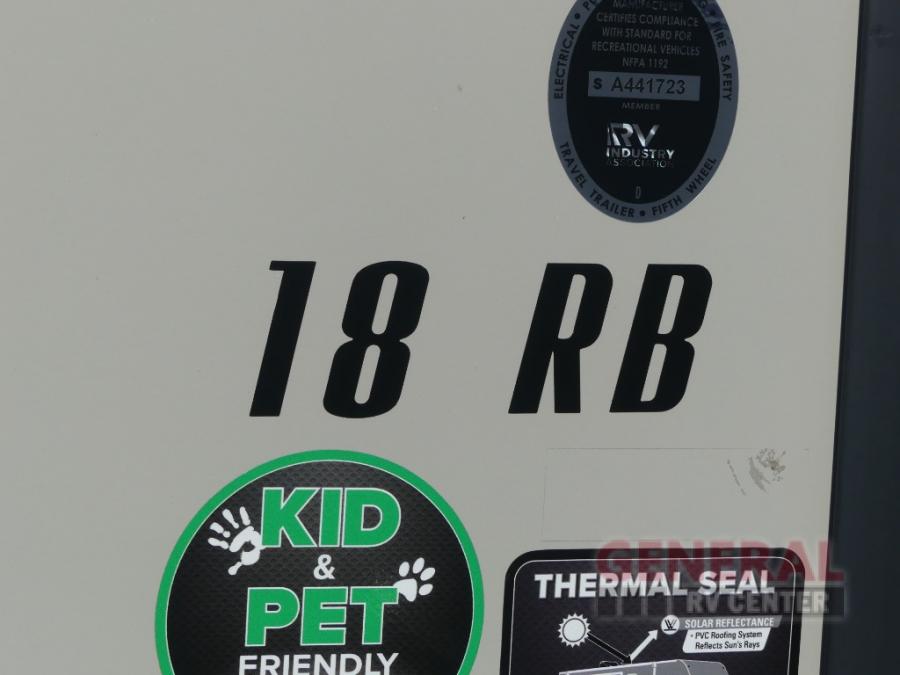 MANUFACTURER
CERTIFIES COMPLIANCE
WITH STANDARD FOR
RECREATIONAL VEHICLES
NFPA 1192
S A441723
MEMBER
RV
INDUSTRY
ASSOCIATION
ELECTRICAL •
• FIRE SAFETY
TRAVEL TRAILER • FIFTH WHEEL
18 RB
KID
&
PET
FRIENDLY
THERMAL SEAL
SOLAR REFLECTANCE
• PVC Roofing System
Reflects Sun's Rays
GENERAL
RV CENTER